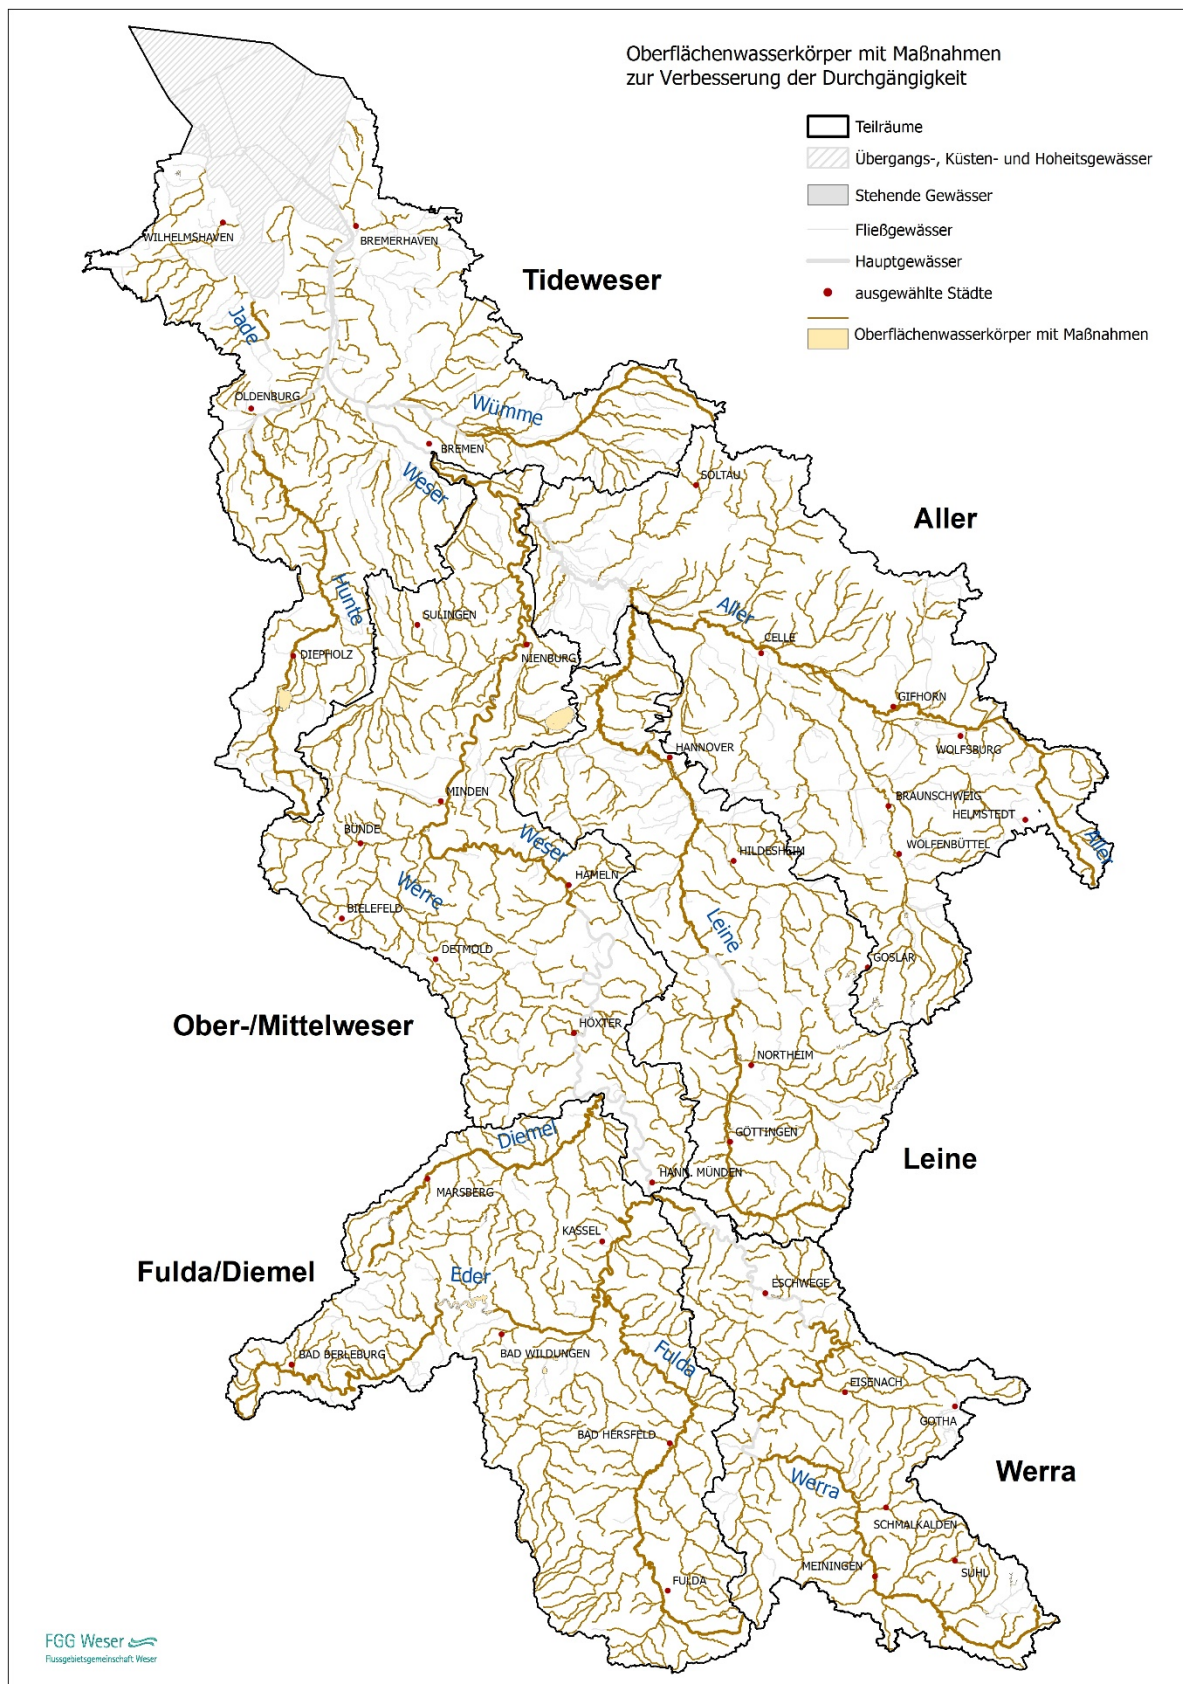 Oberflächenwasserkörper mit Maßnahmen
zur Verbesserung der Durchgängigkeit
Teilräume
Übergangs-, Küsten- und Hoheitsgewässer
Stehende Gewässer
Fließgewässer
Hauptgewässer
ausgewählte Städte
Oberflächenwasserkörper mit Maßnahmen
WILHELMSHAVEN
BREMERHAVEN
Tideweser
Jade
OLDENBURG
Wümme
BREMEN
Weser
SOLTAU
Aller
Hunte
SULINGEN
Aller
CELLE
DIEPHOLZ
NIENBURG
GIFHORN
HANNOVER
WOLFSBURG
MINDEN
BRAUNSCHWEIG
HELMSTEDT
BÜNDE
Weser
WOLFENBÜTTEL
Aller
HILDESHEIM
HAMELN
Werre
BIELEFELD
Leine
DETMOLD
GOSLAR
Ober-/Mittelweser
HÖXTER
NORTHEIM
Diemel
GÖTTINGEN
Leine
HANN. MÜNDEN
MARSBERG
KASSEL
Fulda/Diemel
Eder
ESCHWEGE
BAD WILDUNGEN
BAD BERLEBURG
Fulda
EISENACH
GOTHA
BAD HERSFELD
Werra
Werra
SCHMALKALDEN
MEININGEN
SUHL
FULDA
FGG Weser
Flussgebietsgemeinschaft Weser